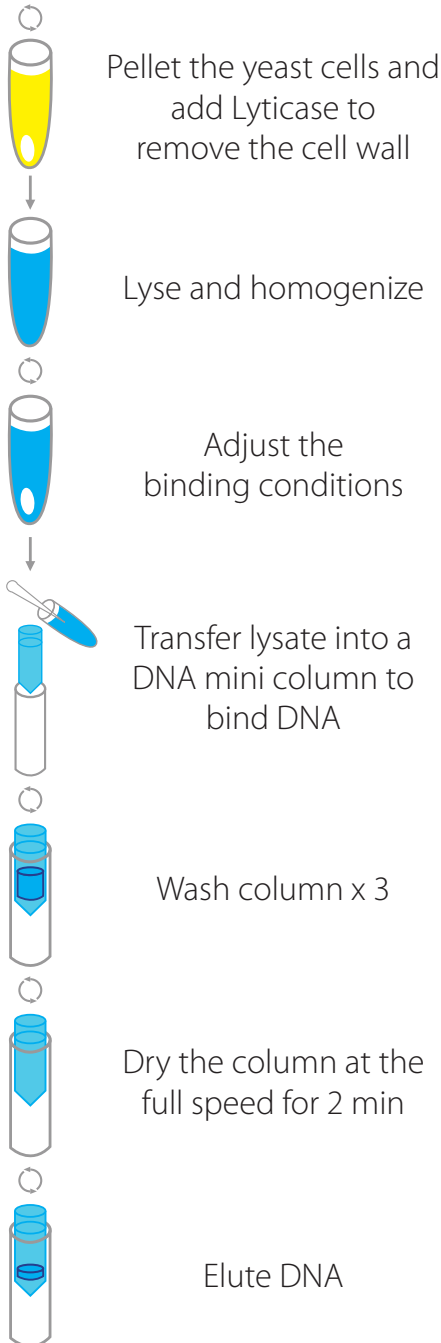 Pellet the yeast cells and
add Lyticase to
remove the cell wall
Lyse and homogenize
Adjust the
binding conditions
Transfer lysate into a
DNA mini column to
bind DNA
Wash column x 3
Dry the column at the
full speed for 2 min
Elute DNA